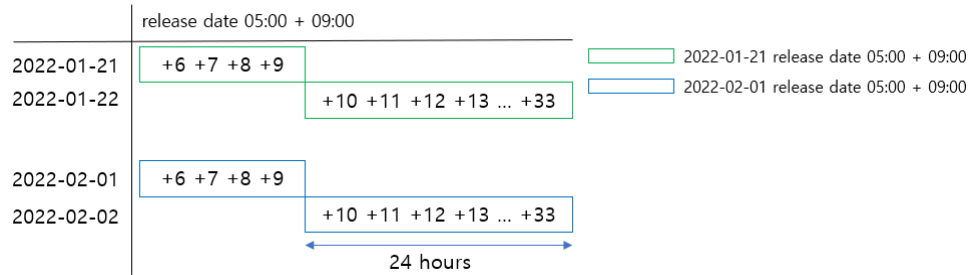 release date 05:00 + 09:00
2022-01-21 +6 +7 +8 +9
2022-01-22 +10 +11 +12 +13 ... +33
2022-02-01 +6 +7 +8 +9
2022-02-02 +10 +11 +12 +13 ... +33
24 hours
2022-01-21 release date 05:00 + 09:00
2022-02-01 release date 05:00 + 09:00